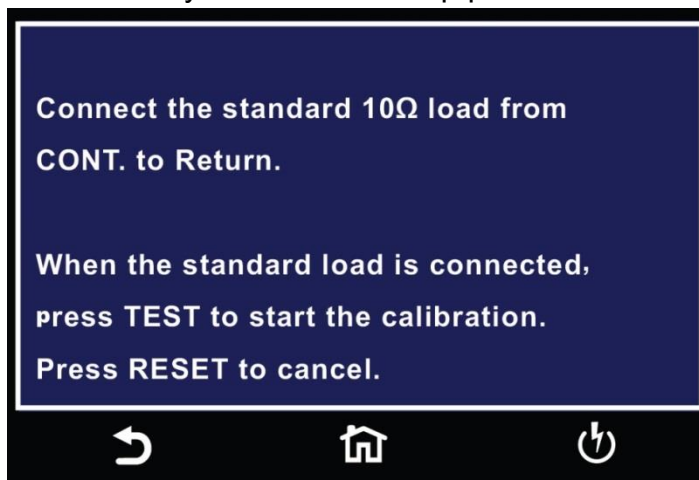 Connect the standard 10Ω load from
CONT. to Return.
When the standard load is connected,
press TEST to start the calibration.
Press RESET to cancel.